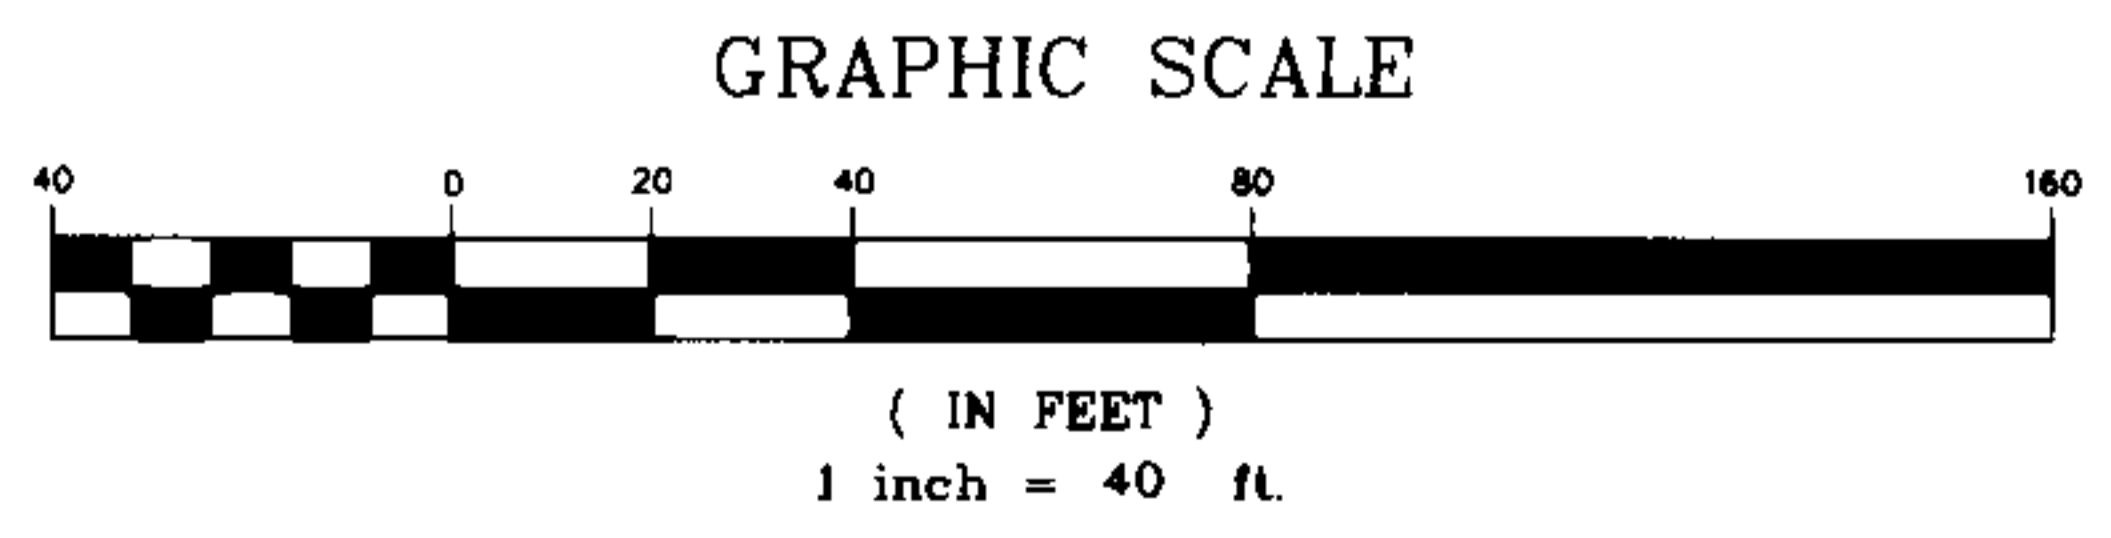 GRAPHIC SCALE
40 0 20 40 80 160
( IN FEET )
1 inch = 40 ft.